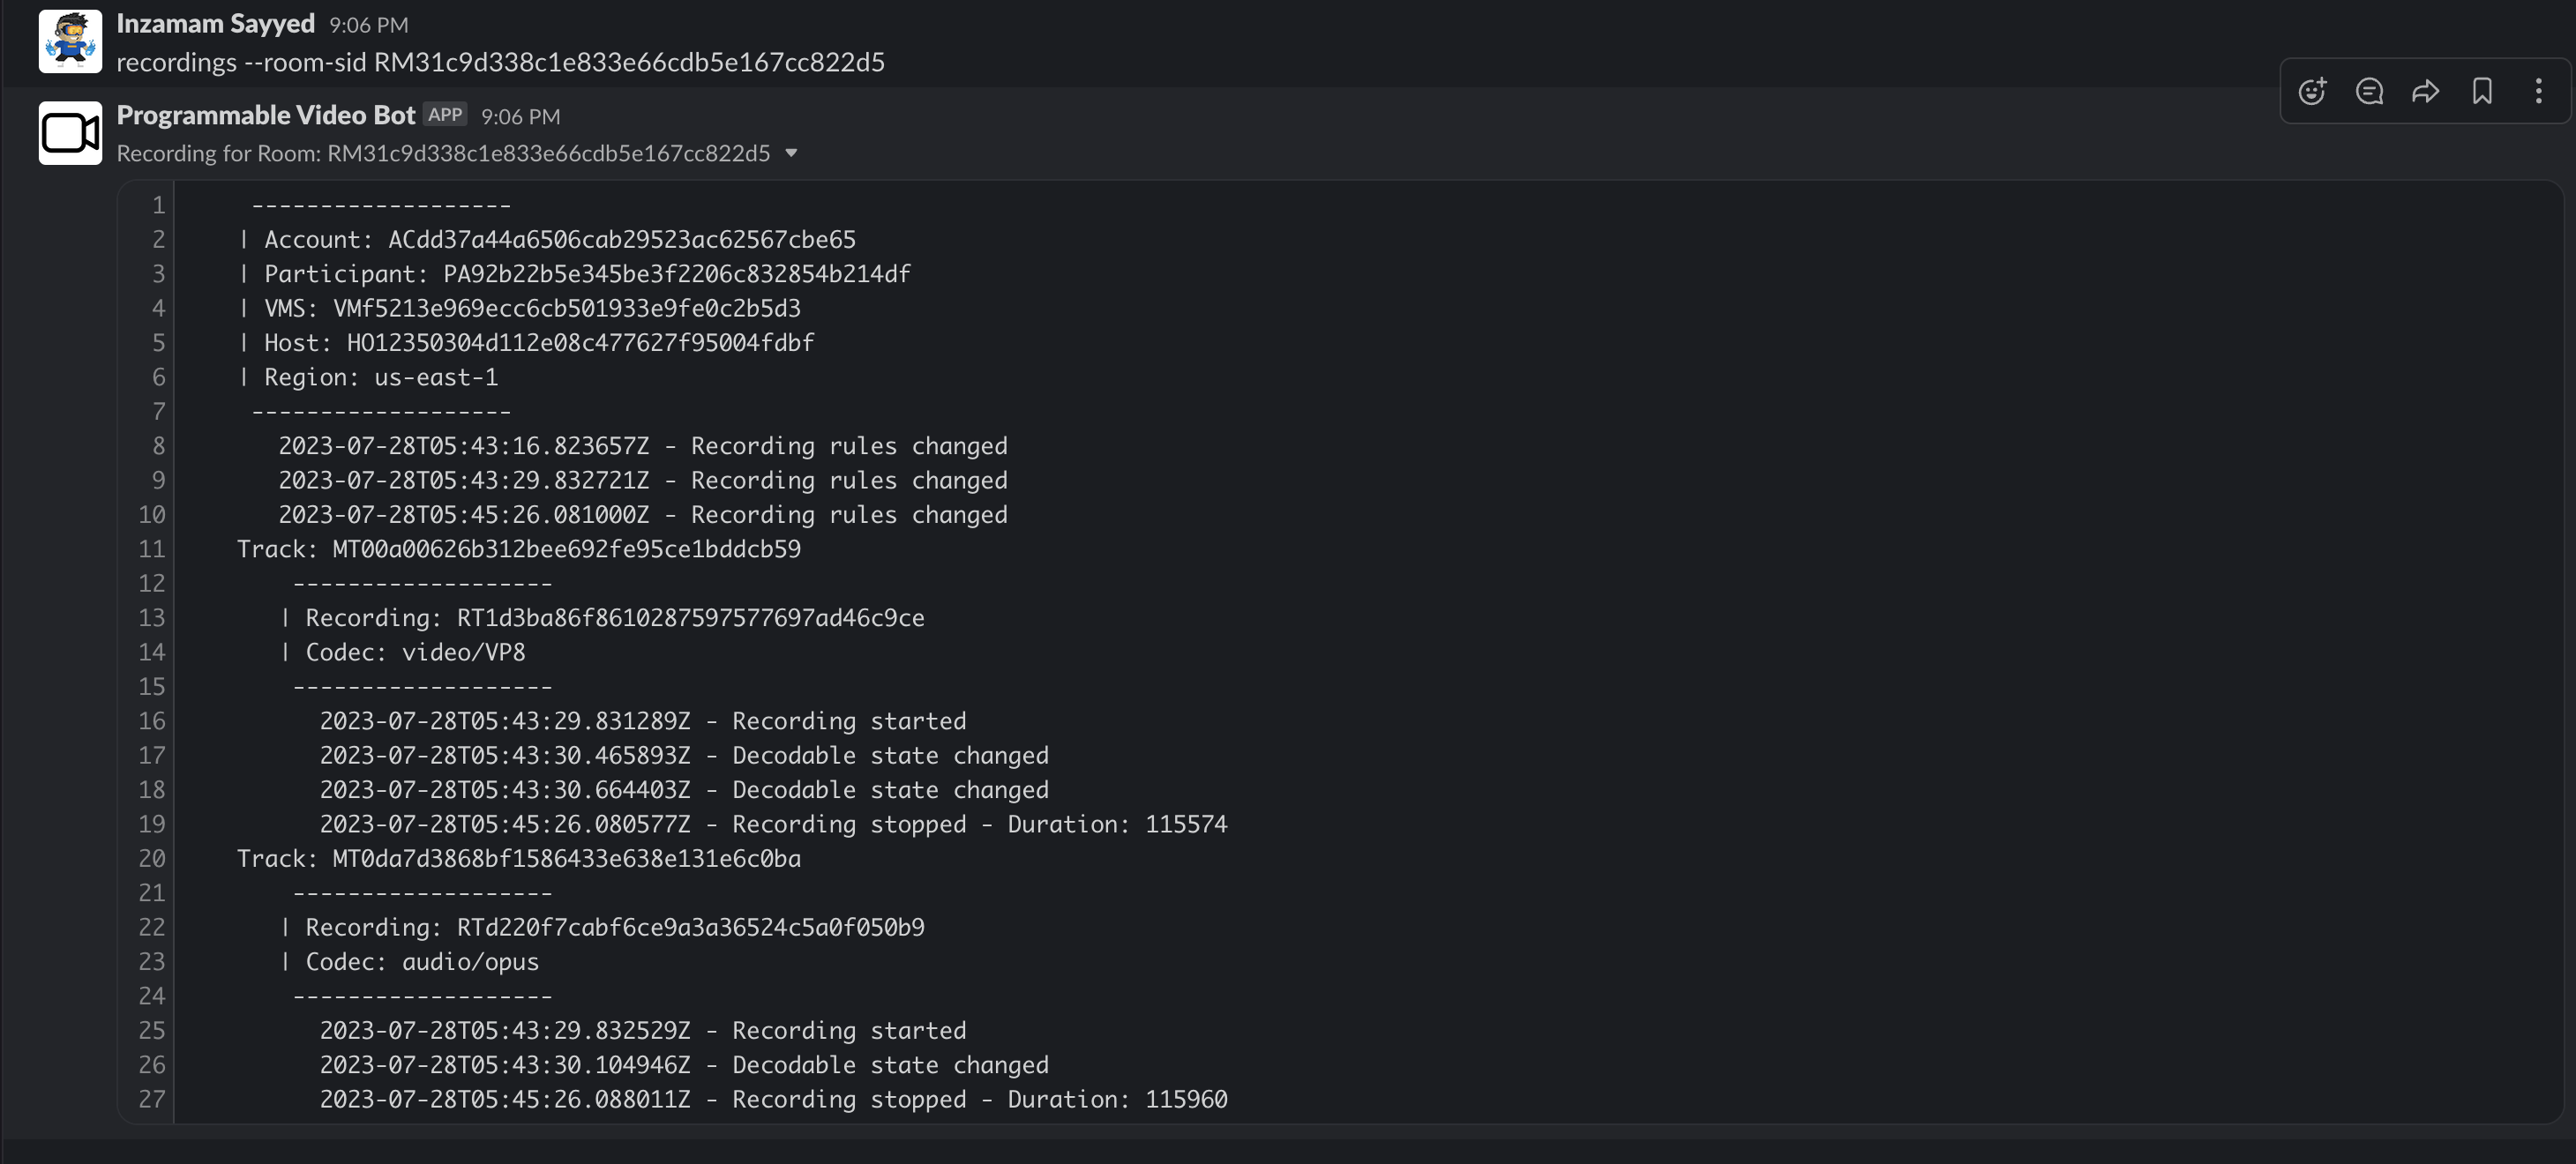 Inzamam Sayyed 9:06 PM
recordings --room-sid RM31c9d338c1e833e66cdb5e167cc822d5
Programmable Video Bot APP 9:06 PM
Recording for Room: RM31c9d338c1e833e66cdb5e167cc822d5
1 -------------------
2 | Account: ACdd37a44a6506cab29523ac62567cbe65
3 | Participant: PA92b22b5e345be3f2206c832854b214df
4 | VMS: VMf5213e969ecc6cb501933e9fe0c2b5d3
5 | Host: HO12350304d112e08c477627f95004fdbf
6 | Region: us-east-1
7 -------------------
8 2023-07-28T05:43:16.823657Z - Recording rules changed
9 2023-07-28T05:43:29.832721Z - Recording rules changed
10 2023-07-28T05:45:26.081000Z - Recording rules changed
11 Track: MT00a00626b312bee692fe95ce1bddcb59
12 -------------------
13 | Recording: RT1d3ba86f8610287597577697ad46c9ce
14 | Codec: video/VP8
15 -------------------
16 2023-07-28T05:43:29.831289Z - Recording started
17 2023-07-28T05:43:30.465893Z - Decodable state changed
18 2023-07-28T05:43:30.664403Z - Decodable state changed
19 2023-07-28T05:45:26.080577Z - Recording stopped - Duration: 115574
20 Track: MT0da7d3868bf1586433e638e131e6c0ba
21 -------------------
22 | Recording: RTd220f7cabf6ce9a3a36524c5a0f050b9
23 | Codec: audio/opus
24 -------------------
25 2023-07-28T05:43:29.832529Z - Recording started
26 2023-07-28T05:43:30.104946Z - Decodable state changed
27 2023-07-28T05:45:26.088011Z - Recording stopped - Duration: 115960